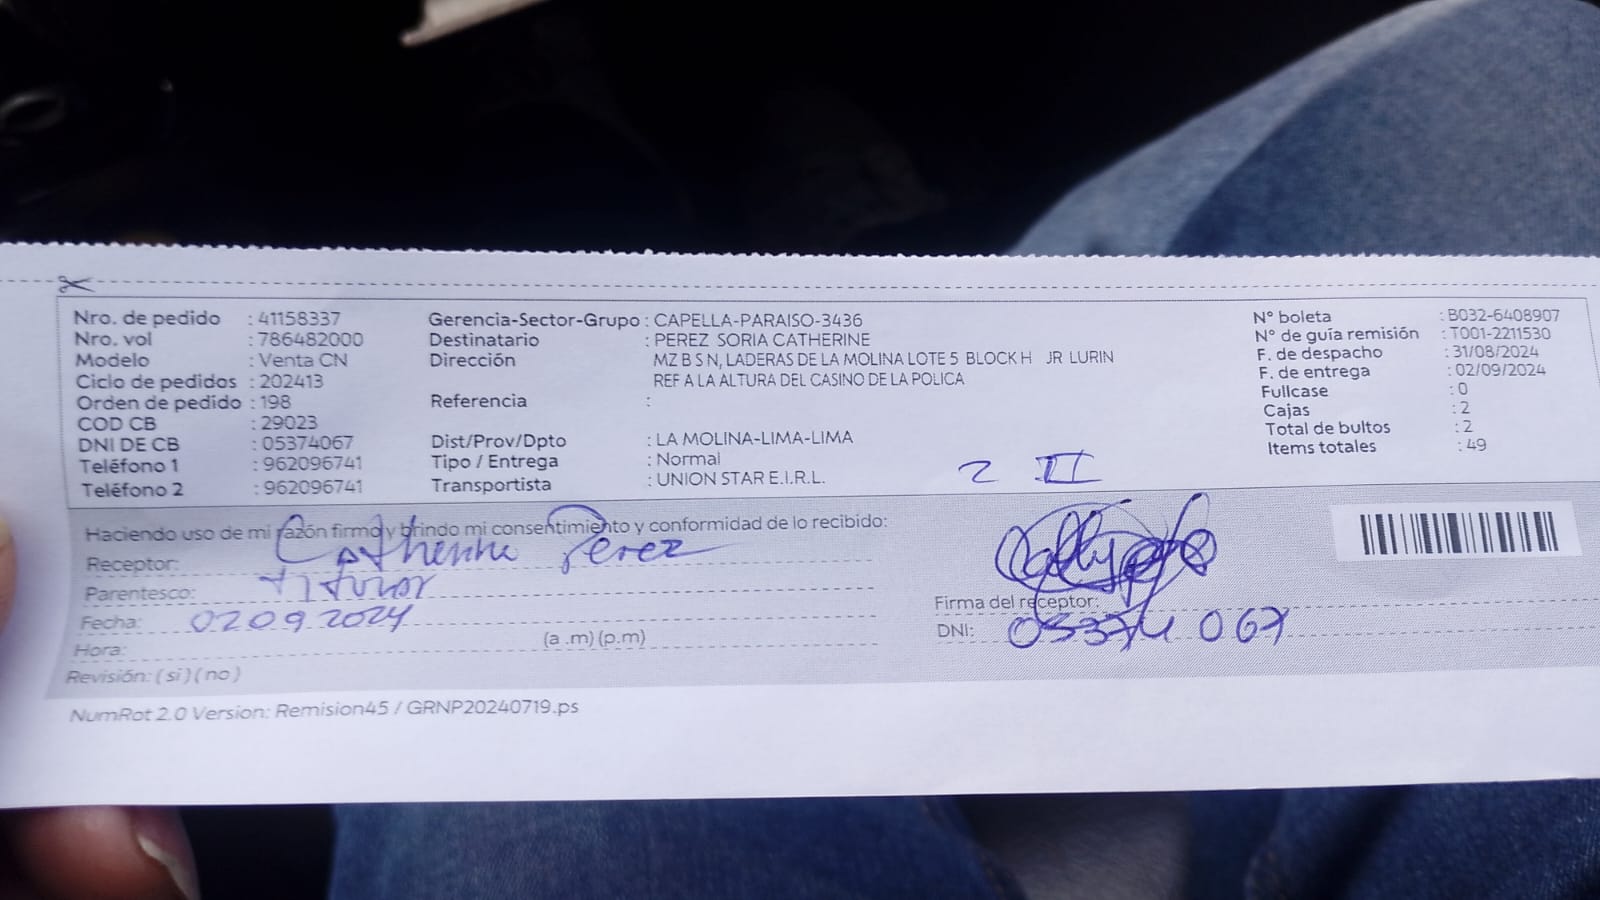 Nro. de pedido : 41158337
Nro. vol : 786482000
Modelo : Venta CN
Ciclo de pedidos : 202413
Orden de pedido : 198
COD CB : 29023
DNI DE CB : 05374067
Teléfono 1 : 962096741
Teléfono 2 : 962096741
Gerencia-Sector-Grupo : CAPELLA-PARAISO-3436
Destinatario : PEREZ SORIA CATHERINE
Dirección MZ B S N, LADERAS DE LA MOLINA LOTE 5 BLOCK H JR LURIN
REF A LA ALTURA DEL CASINO DE LA POLICA
Referencia :
Dist/Prov/Dpto : LA MOLINA-LIMA-LIMA
Tipo / Entrega : Normal
Transportista : UNION STAR E.I.R.L.
N° boleta : B032-6408907
N° de guía remisión : T001-2211530
F. de despacho : 31/08/2024
F. de entrega : 02/09/2024
Fullcase : 0
Cajas : 2
Total de bultos : 2
Items totales : 49
2 II
Haciendo uso de mi razón firmo y brindo mi consentimiento y conformidad de lo recibido:
Receptor: Catherine Perez
Parentesco: titular
Fecha: 02 09 2024
Hora: (a .m) (p.m)
Revisión: ( si ) ( no )
Firma del receptor:
DNI: 05374067
NumRot 2.0 Version: Remision45 / GRNP20240719.ps